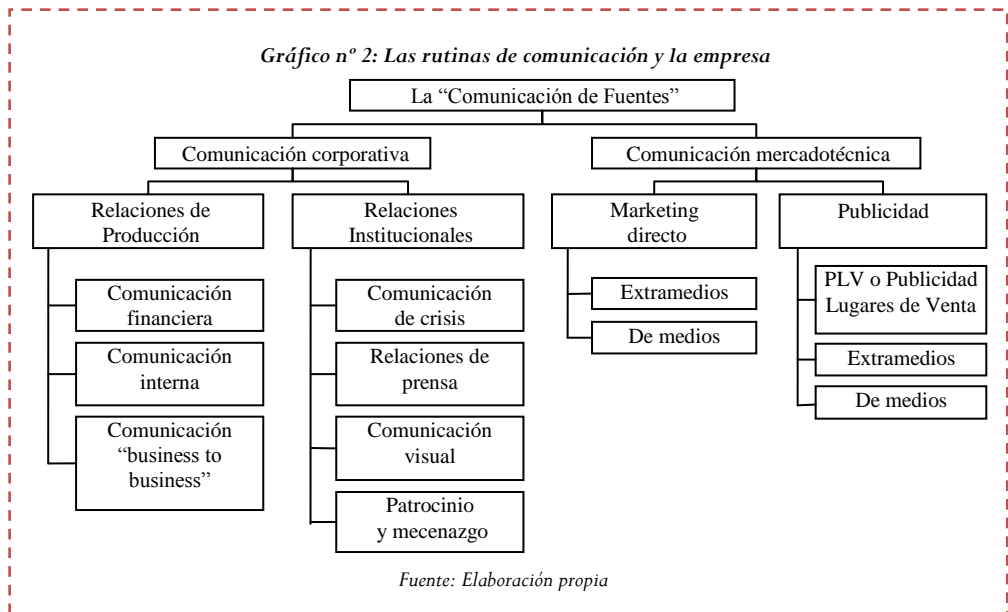 Gráfico nº 2: Las rutinas de comunicación y la empresa
La “Comunicación de Fuentes”
Comunicación corporativa
Comunicación mercadotécnica
Relaciones de
Producción
Relaciones
Institucionales
Marketing
directo
Publicidad
Comunicación
financiera
Comunicación
interna
Comunicación
“business to
business”
Comunicación
de crisis
Relaciones de
prensa
Comunicación
visual
Patrocinio
y mecenazgo
Extramedios
De medios
PLV o Publicidad
Lugares de Venta
Extramedios
De medios
Fuente: Elaboración propia